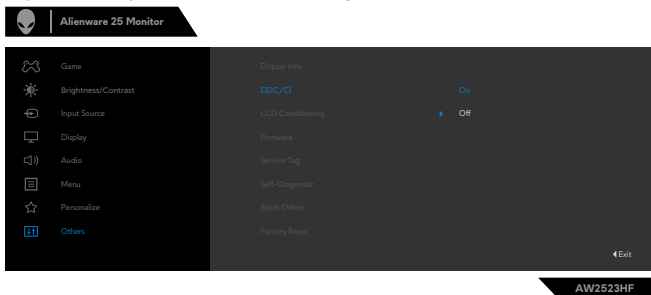 Alienware 25 Monitor
Game Display Info
Brightness/Contrast DDC/CI On
Input Source LCD Conditioning Off
Display Firmware
Audio Service Tag
Menu Self-Diagnostic
Personalize Reset Others
Others Factory Reset
Exit
AW2523HF